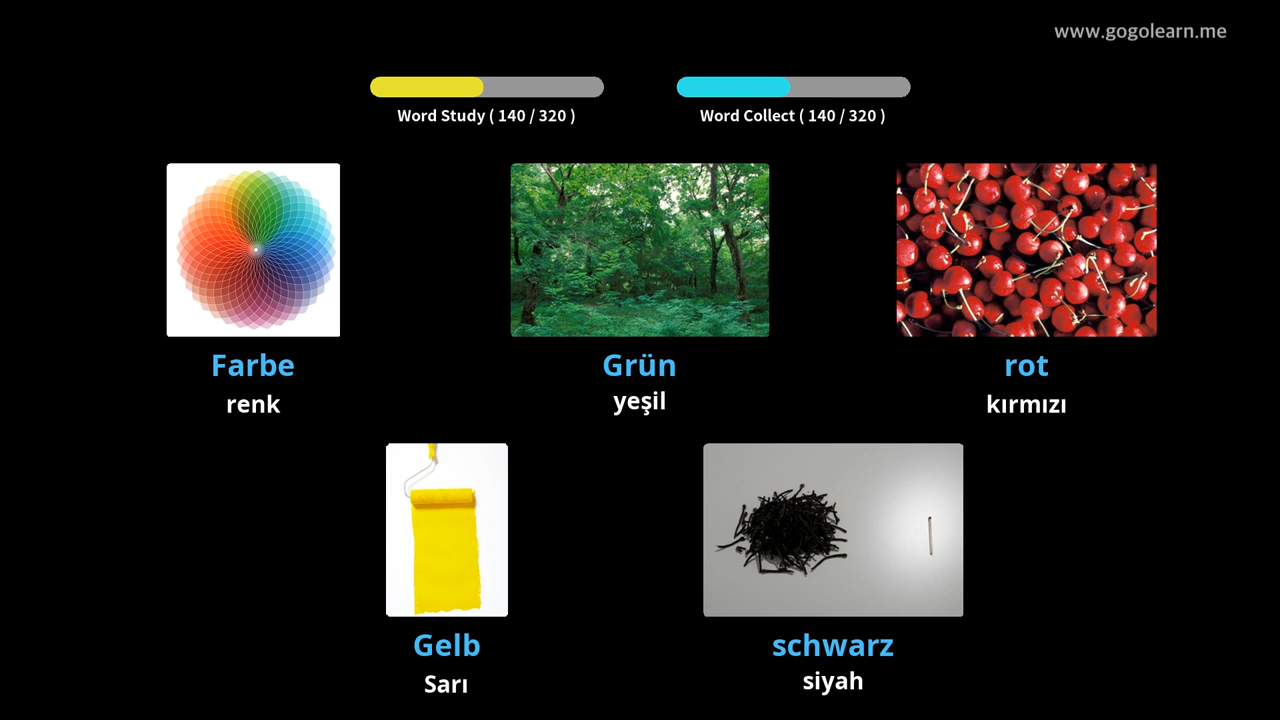 www.gogolearn.me
Word Study ( 140 / 320 )
Word Collect ( 140 / 320 )
Farbe
renk
Grün
yeşil
rot
kırmızı
Gelb
Sarı
schwarz
siyah